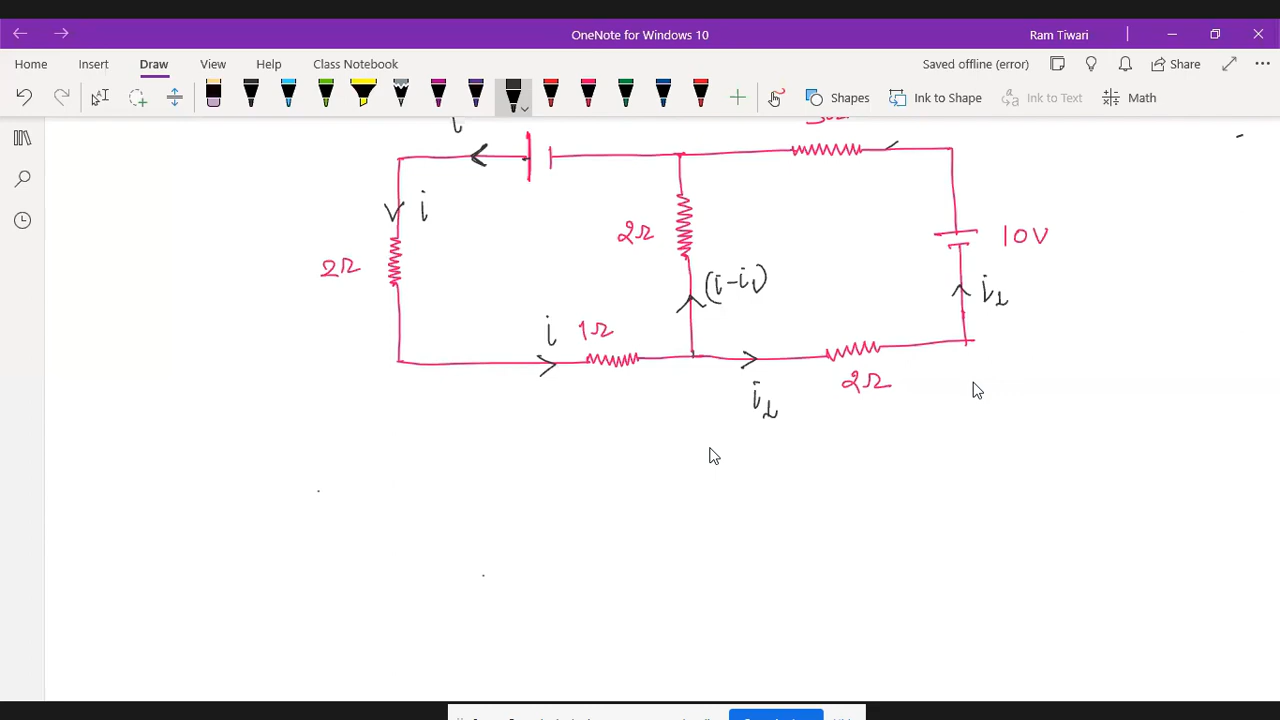 OneNote for Windows 10
Ram Tiwari
Home Insert Draw View Help Class Notebook
Saved offline (error) Share
Shapes Ink to Shape Ink to Text Math
i
i
2Ω
2Ω
10V
(i-i₁)
i₁
i 1Ω
i₁
2Ω